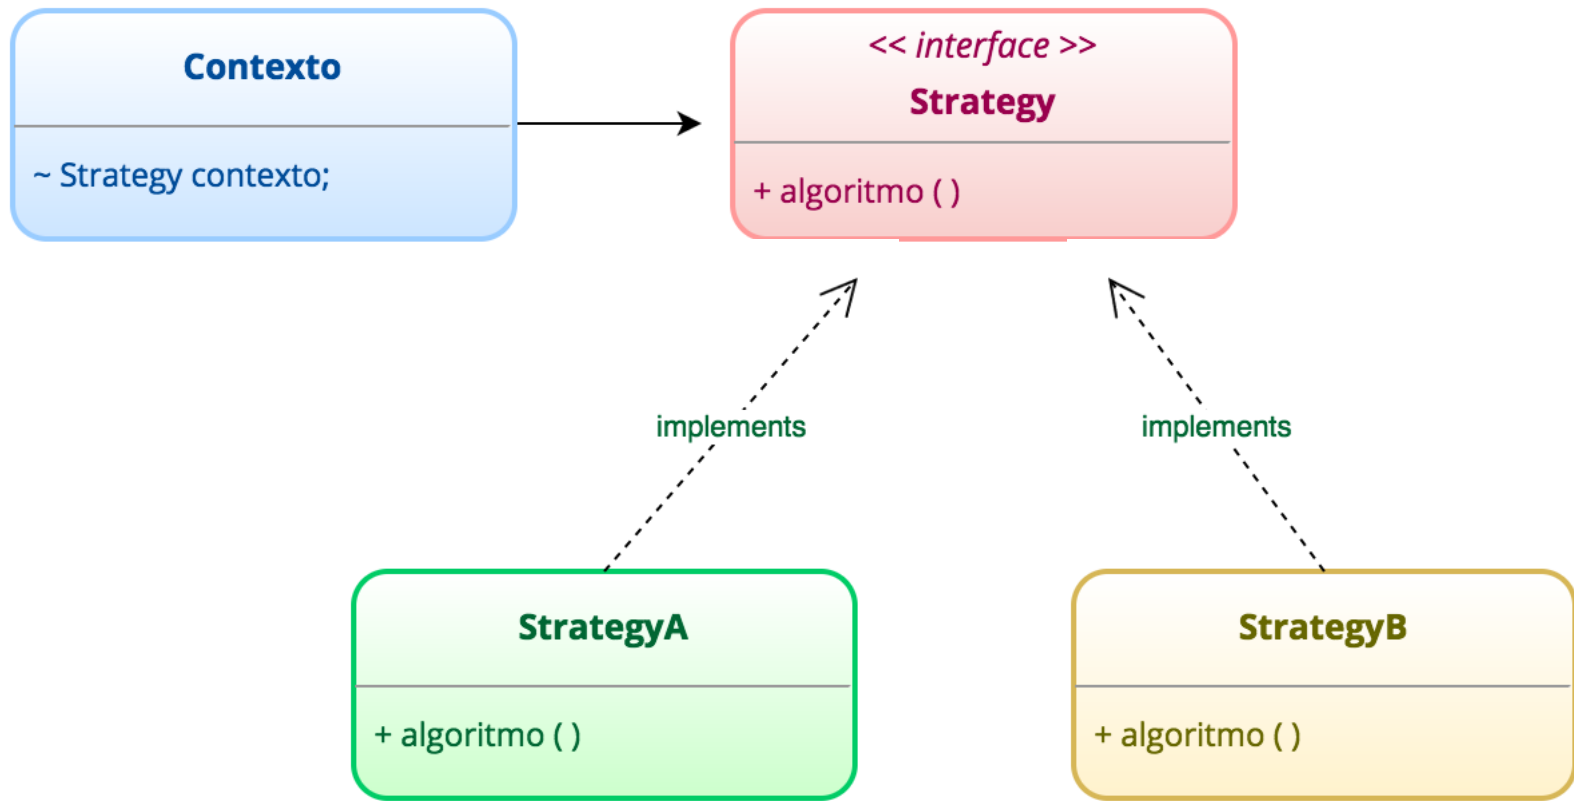 Contexto
~ Strategy contexto;
<< interface >>
Strategy
+ algoritmo ( )
implements
implements
StrategyA
+ algoritmo ( )
StrategyB
+ algoritmo ( )